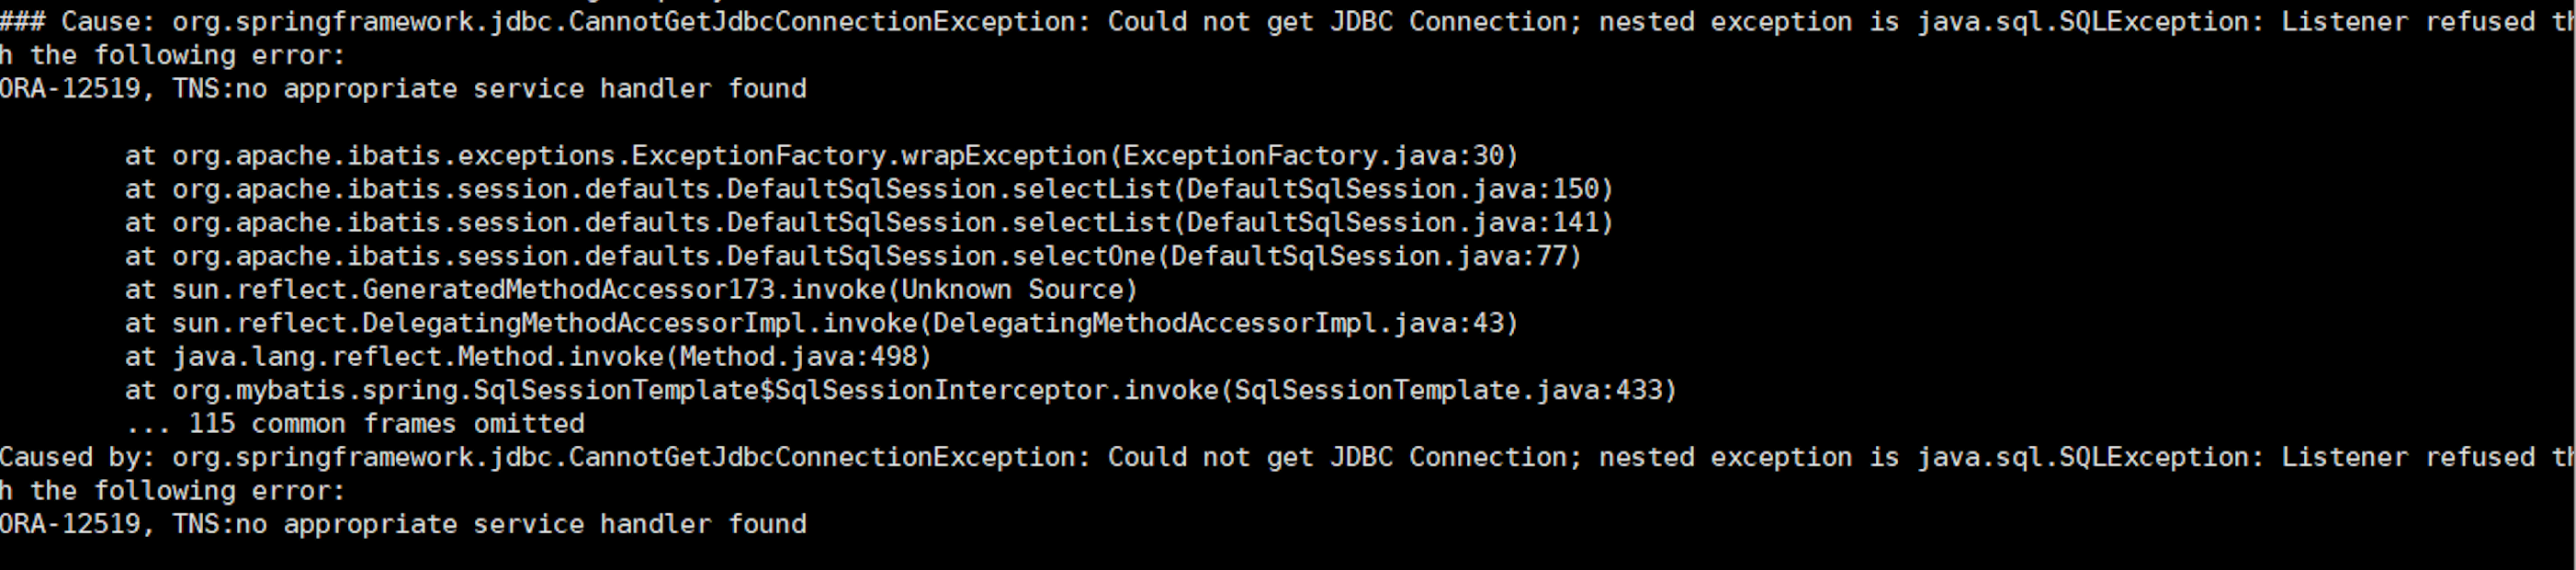 ### Cause: org.springframework.jdbc.CannotGetJdbcConnectionException: Could not get JDBC Connection; nested exception is java.sql.SQLException: Listener refused th
h the following error:
ORA-12519, TNS:no appropriate service handler found
at org.apache.ibatis.exceptions.ExceptionFactory.wrapException(ExceptionFactory.java:30)
at org.apache.ibatis.session.defaults.DefaultSqlSession.selectList(DefaultSqlSession.java:150)
at org.apache.ibatis.session.defaults.DefaultSqlSession.selectList(DefaultSqlSession.java:141)
at org.apache.ibatis.session.defaults.DefaultSqlSession.selectOne(DefaultSqlSession.java:77)
at sun.reflect.GeneratedMethodAccessor173.invoke(Unknown Source)
at sun.reflect.DelegatingMethodAccessorImpl.invoke(DelegatingMethodAccessorImpl.java:43)
at java.lang.reflect.Method.invoke(Method.java:498)
at org.mybatis.spring.SqlSessionTemplate$SqlSessionInterceptor.invoke(SqlSessionTemplate.java:433)
... 115 common frames omitted
Caused by: org.springframework.jdbc.CannotGetJdbcConnectionException: Could not get JDBC Connection; nested exception is java.sql.SQLException: Listener refused th
h the following error:
ORA-12519, TNS:no appropriate service handler found